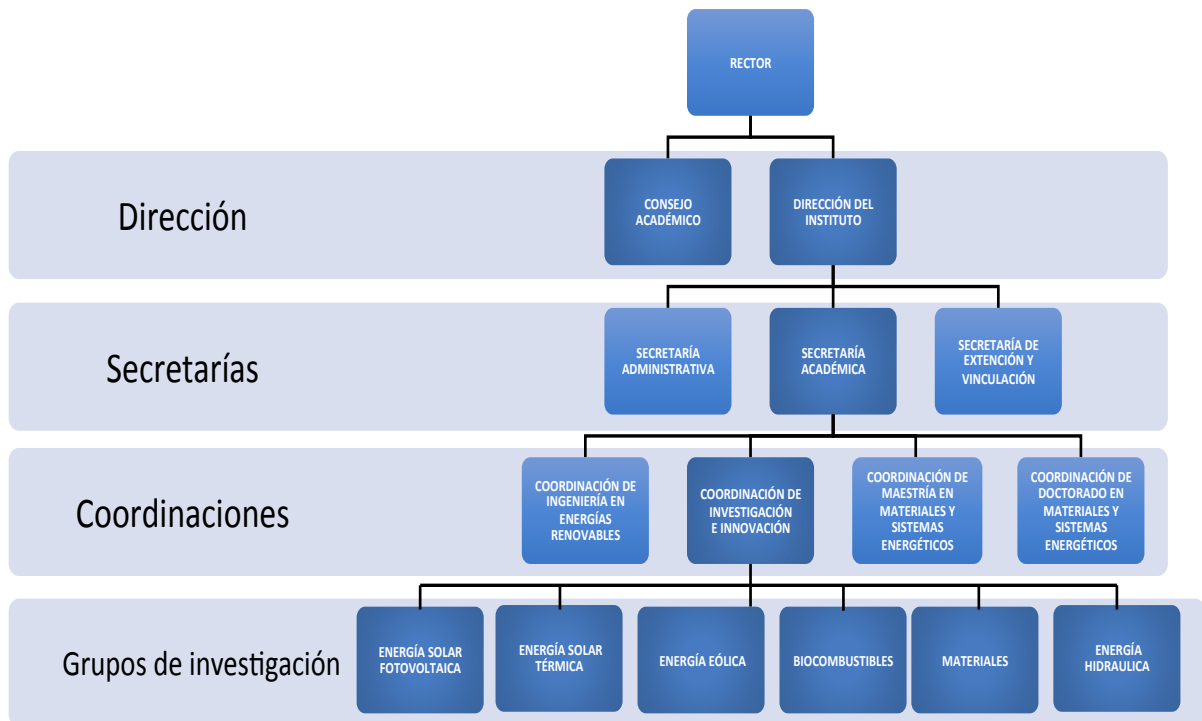 RECTOR
Dirección
CONSEJO
ACADÉMICO
DIRECCIÓN DEL
INSTITUTO
Secretarías
SECRETARÍA
ADMINISTRATIVA
SECRETARÍA
ACADÉMICA
SECRETARÍA DE
EXTENCIÓN Y
VINCULACIÓN
Coordinaciones
COORDINACIÓN DE
INGENIERÍA EN
ENERGÍAS
RENOVABLES
COORDINACIÓN DE
INVESTIGACIÓN
E INNOVACIÓN
COORDINACIÓN DE
MAESTRÍA EN
MATERIALES Y
SISTEMAS
ENERGÉTICOS
COORDINACIÓN DE
DOCTORADO EN
MATERIALES Y
SISTEMAS
ENERGÉTICOS
Grupos de investigación
ENERGÍA SOLAR
FOTOVOLTAICA
ENERGÍA SOLAR
TÉRMICA
ENERGÍA EÓLICA
BIOCOMBUSTIBLES
MATERIALES
ENERGÍA
HIDRAULICA